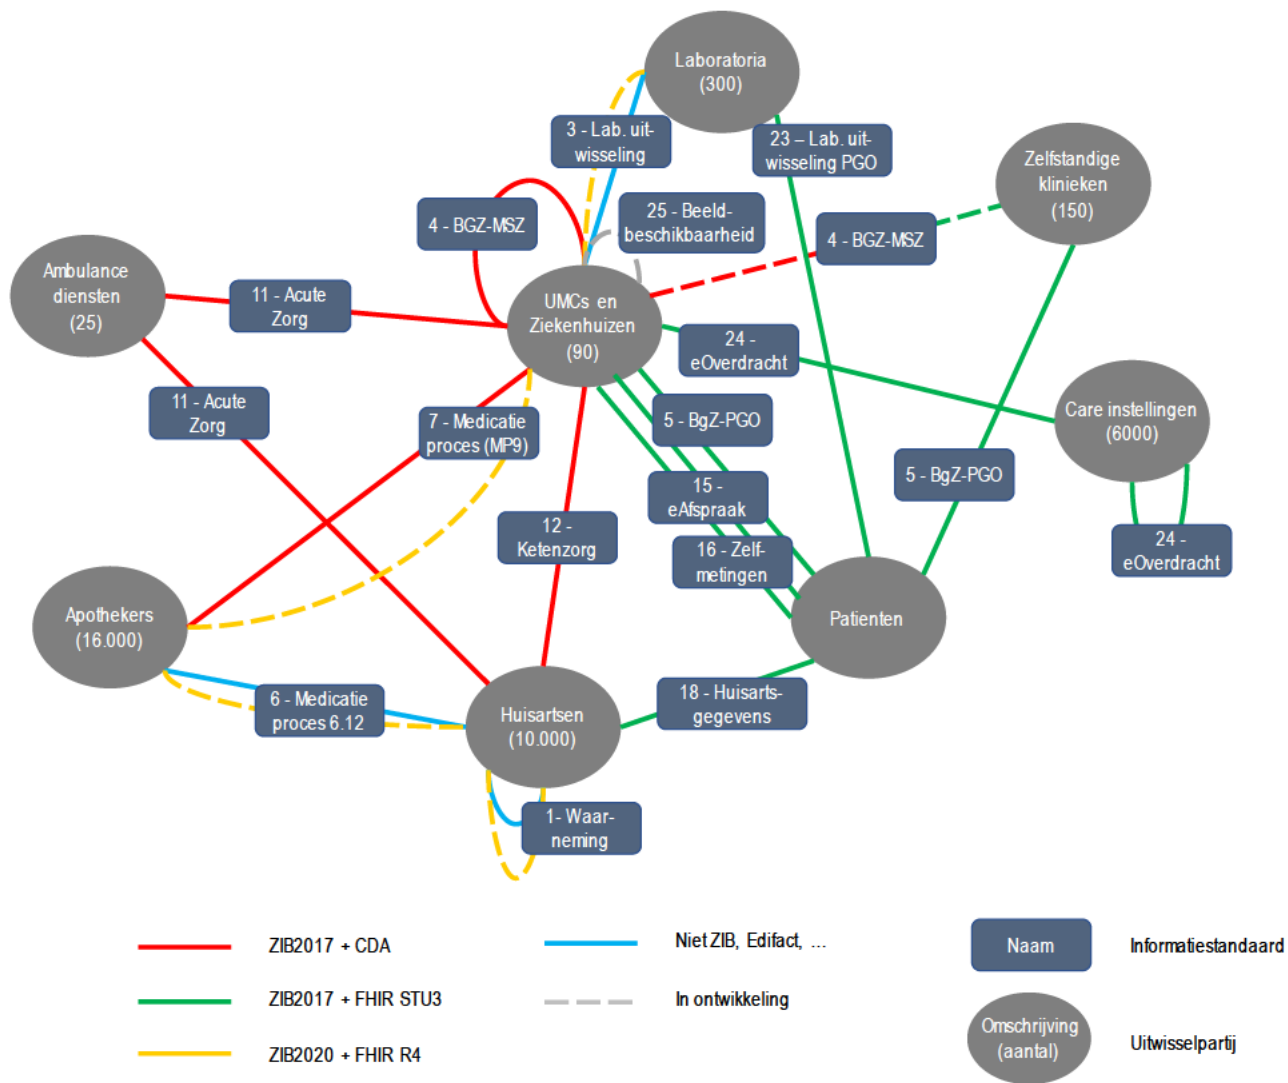 Laboratoria
(300)
3 - Lab. uit-
wisseling
23 – Lab. uit-
wisseling PGO
Zelfstandige
klinieken
(150)
4 - BGZ-MSZ
25 - Beeld-
beschikbaarheid
4 - BGZ-MSZ
Ambulance
diensten
(25)
11 - Acute
Zorg
UMCs en
Ziekenhuizen
(90)
24 -
eOverdracht
11 - Acute
Zorg
7 - Medicatie
proces (MP9)
5 - BgZ-PGO
Care instellingen
(6000)
5 - BgZ-PGO
15 -
eAfspraak
12 -
Ketenzorg
16 - Zelf-
metingen
24 -
eOverdracht
Apothekers
(16.000)
Patienten
6 - Medicatie
proces 6.12
Huisartsen
(10.000)
18 - Huisarts-
gegevens
1- Waar-
neming
ZIB2017 + CDA
Niet ZIB, Edifact, ...
Naam
Informatiestandaard
ZIB2017 + FHIR STU3
In ontwikkeling
ZIB2020 + FHIR R4
Omschrijving
(aantal)
Uitwisselpartij